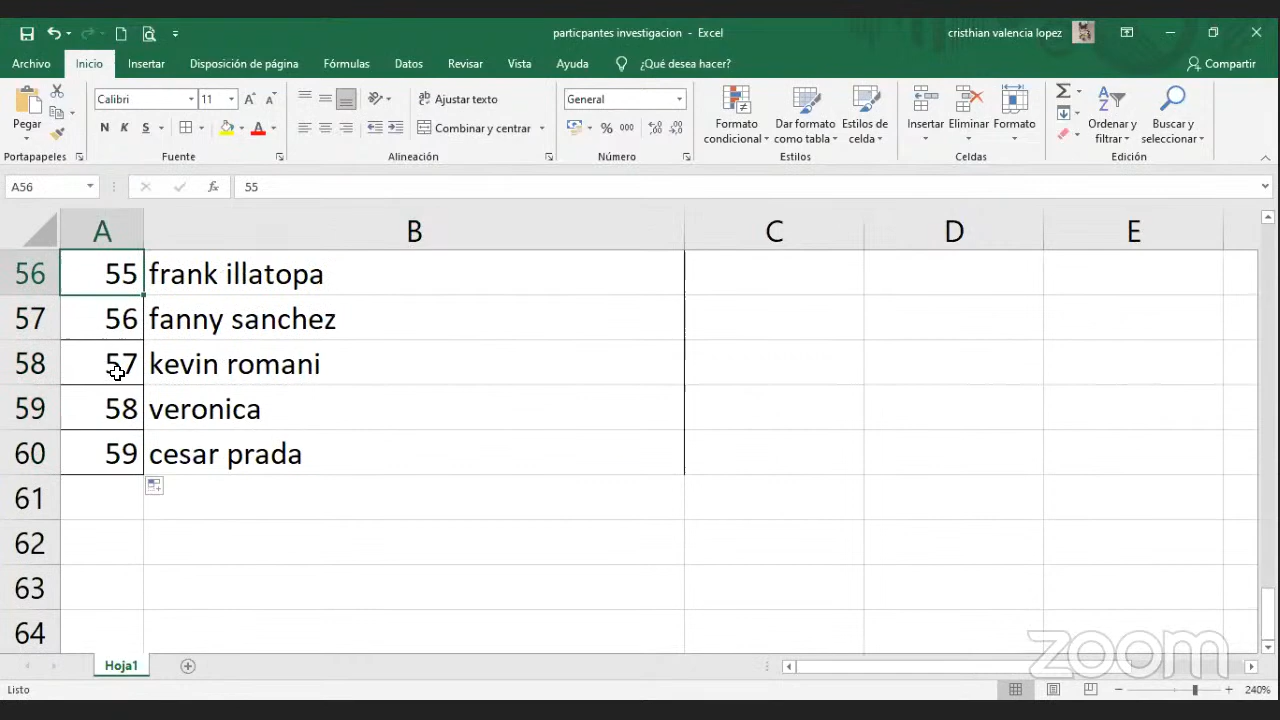 particpantes investigacion - Excel
cristhian valencia lopez
Archivo Inicio Insertar Disposición de página Fórmulas Datos Revisar Vista Ayuda ¿Qué desea hacer? Compartir
Pegar
Calibri 11
N K S
Ajustar texto
Combinar y centrar
General
% 000
Formato condicional
Dar formato como tabla
Estilos de celda
Insertar
Eliminar
Formato
Ordenar y filtrar
Buscar y seleccionar
Portapapeles Fuente Alineación Número Estilos Celdas Edición
A56 fx 55
A B C D E
56 55 frank illatopa
57 56 fanny sanchez
58 57 kevin romani
59 58 veronica
60 59 cesar prada
61
62
63
64
zoom
Hoja1
Listo
240%